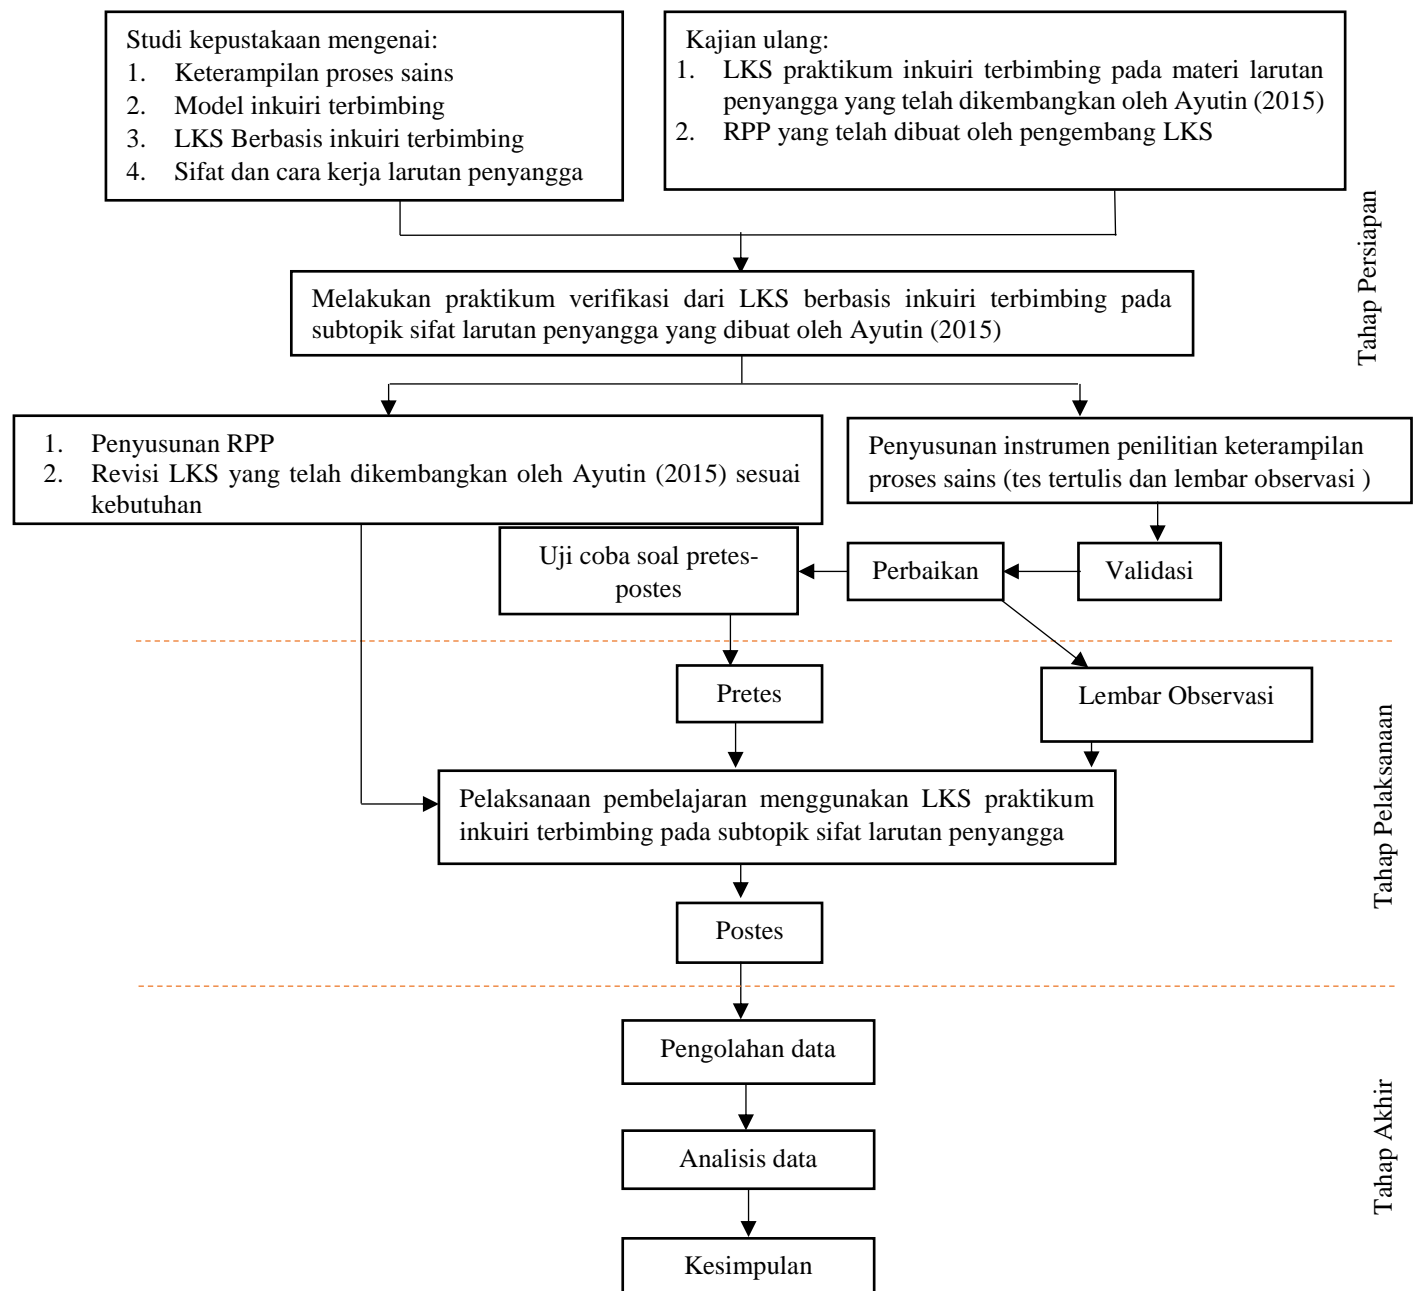 Studi kepustakaan mengenai:
1. Keterampilan proses sains
2. Model inkuiri terbimbing
3. LKS Berbasis inkuiri terbimbing
4. Sifat dan cara kerja larutan penyangga
Kajian ulang:
1. LKS praktikum inkuiri terbimbing pada materi larutan
penyangga yang telah dikembangkan oleh Ayutin (2015)
2. RPP yang telah dibuat oleh pengembang LKS
Tahap Persiapan
Melakukan praktikum verifikasi dari LKS berbasis inkuiri terbimbing pada
subtopik sifat larutan penyangga yang dibuat oleh Ayutin (2015)
1. Penyusunan RPP
2. Revisi LKS yang telah dikembangkan oleh Ayutin (2015) sesuai
kebutuhan
Penyusunan instrumen penilitian keterampilan
proses sains (tes tertulis dan lembar observasi )
Uji coba soal pretes-
postes
Perbaikan
Validasi
Pretes
Lembar Observasi
Tahap Pelaksanaan
Pelaksanaan pembelajaran menggunakan LKS praktikum
inkuiri terbimbing pada subtopik sifat larutan penyangga
Postes
Pengolahan data
Tahap Akhir
Analisis data
Kesimpulan